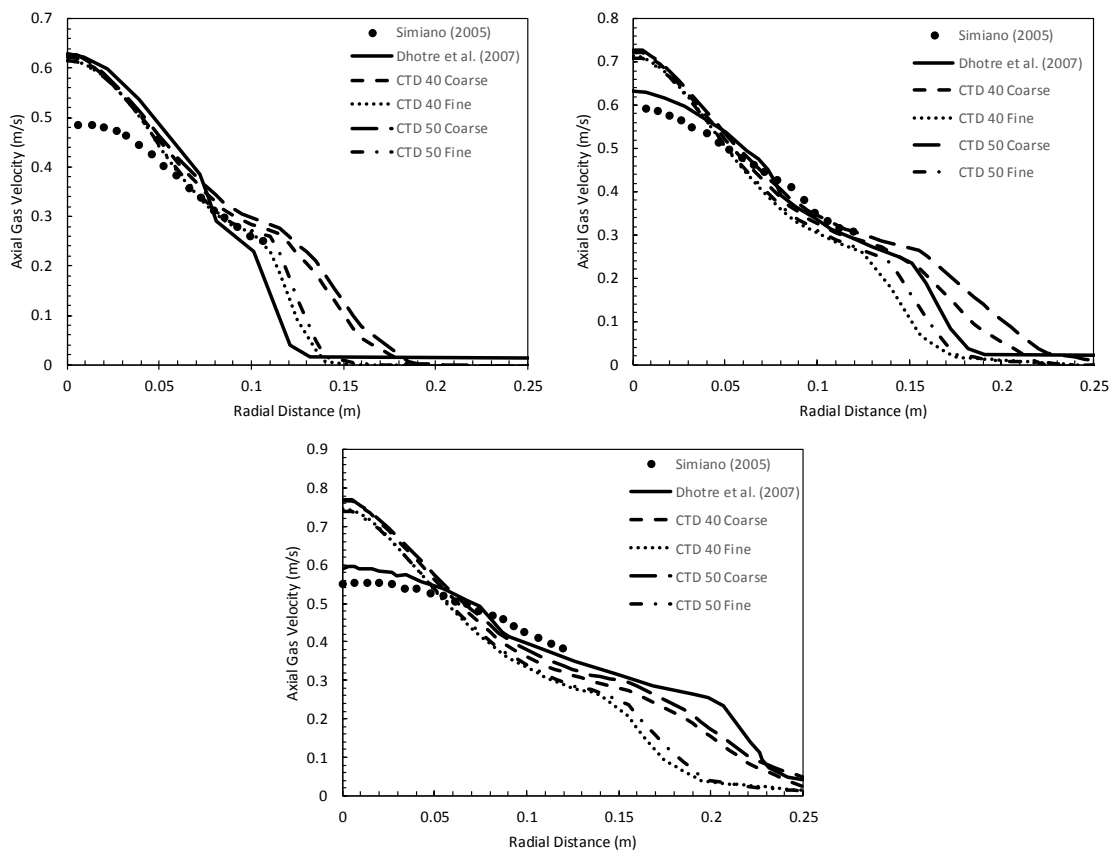 0.7
0.6
0.5
0.4
0.3
0.2
0.1
0
Axial Gas Velocity (m/s)
Simiano (2005)
Dhotre et al. (2007)
CTD 40 Coarse
CTD 40 Fine
CTD 50 Coarse
CTD 50 Fine
0 0.05 0.1 0.15 0.2 0.25
Radial Distance (m)
0.8
0.7
0.6
0.5
0.4
0.3
0.2
0.1
0
Axial Gas Velocity (m/s)
Simiano (2005)
Dhotre et al. (2007)
CTD 40 Coarse
CTD 40 Fine
CTD 50 Coarse
CTD 50 Fine
0 0.05 0.1 0.15 0.2 0.25
Radial Distance (m)
0.9
0.8
0.7
0.6
0.5
0.4
0.3
0.2
0.1
0
Axial Gas Velocity (m/s)
Simiano (2005)
Dhotre et al. (2007)
CTD 40 Coarse
CTD 40 Fine
CTD 50 Coarse
CTD 50 Fine
0 0.05 0.1 0.15 0.2 0.25
Radial Distance (m)